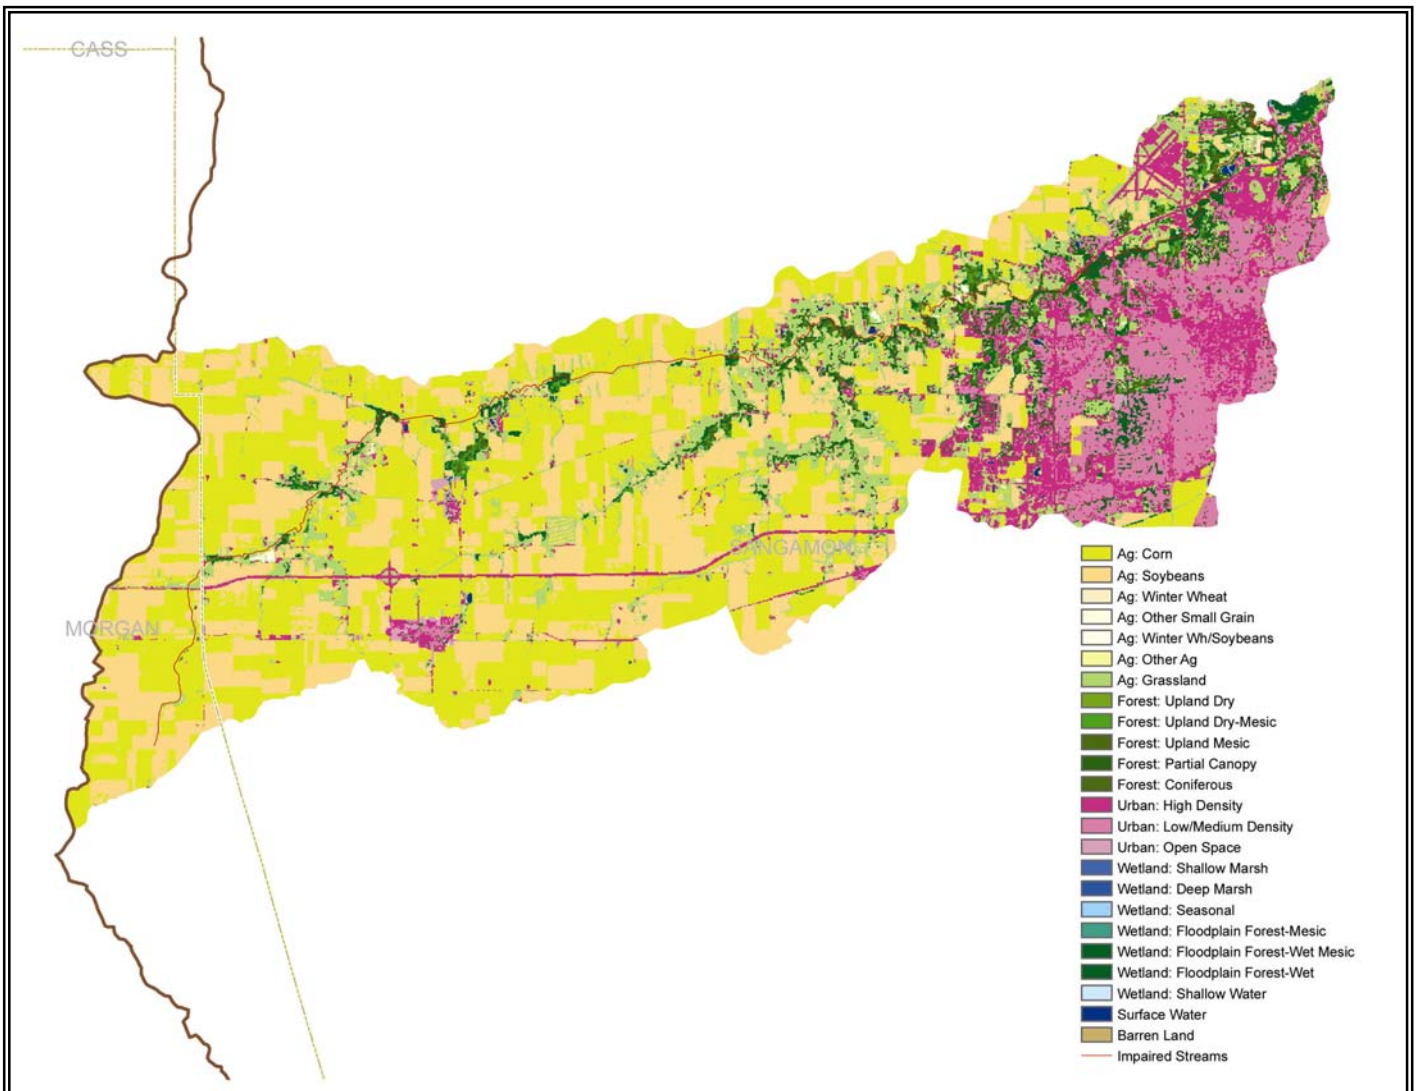 CASS
SANGAMON
MORGAN
Ag: Corn
Ag: Soybeans
Ag: Winter Wheat
Ag: Other Small Grain
Ag: Winter Wh/Soybeans
Ag: Other Ag
Ag: Grassland
Forest: Upland Dry
Forest: Upland Dry-Mesic
Forest: Upland Mesic
Forest: Partial Canopy
Forest: Coniferous
Urban: High Density
Urban: Low/Medium Density
Urban: Open Space
Wetland: Shallow Marsh
Wetland: Deep Marsh
Wetland: Seasonal
Wetland: Floodplain Forest-Mesic
Wetland: Floodplain Forest-Wet Mesic
Wetland: Floodplain Forest-Wet
Wetland: Shallow Water
Surface Water
Barren Land
Impaired Streams